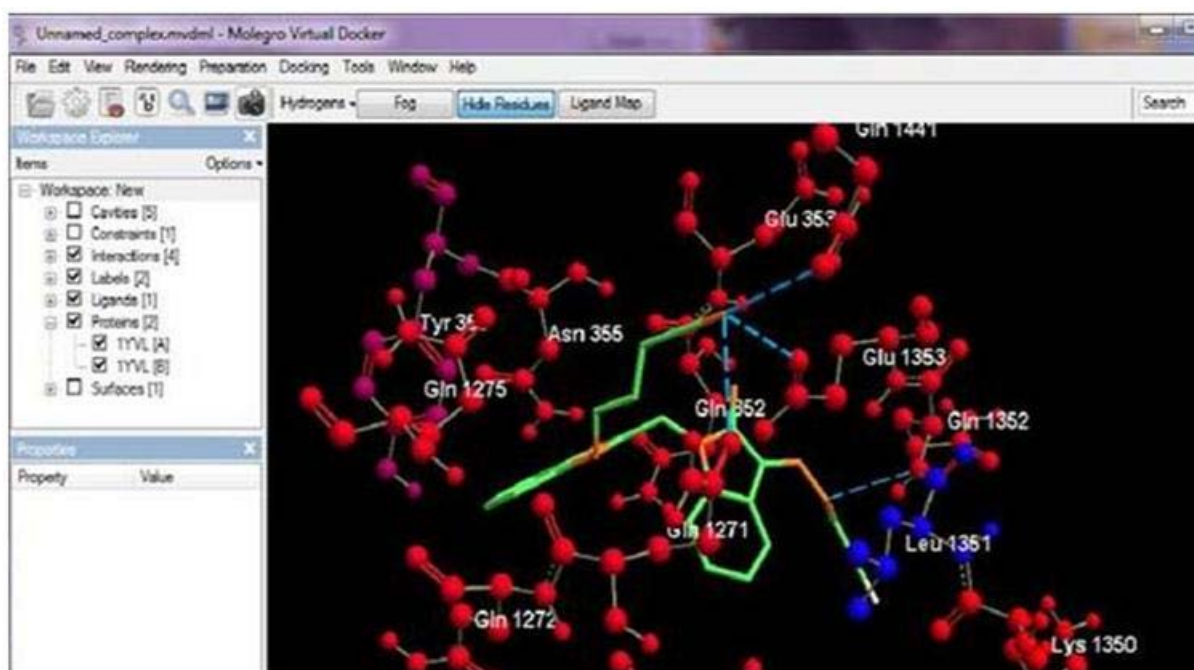 Unnamed_complex.mvdml - Molegro Virtual Docker
File Edit View Rendering Preparation Docking Tools Window Help
Hydrogens Fog Hide Residues Ligand Map Search
Workspace Explorer X
Items Options
Workspace: New
Cavities [5]
Constraints [1]
Interactions [4]
Labels [2]
Ligands [1]
Proteins [2]
1YVL [A]
1YVL [B]
Surfaces [1]
Properties X
Property Value
Gln 1441
Glu 353
Tyr
Asn 355
Glu 1353
Gln 1275
Gln 352
Gln 1352
Gln 1271
Leu 1351
Gln 1272
Lys 1350